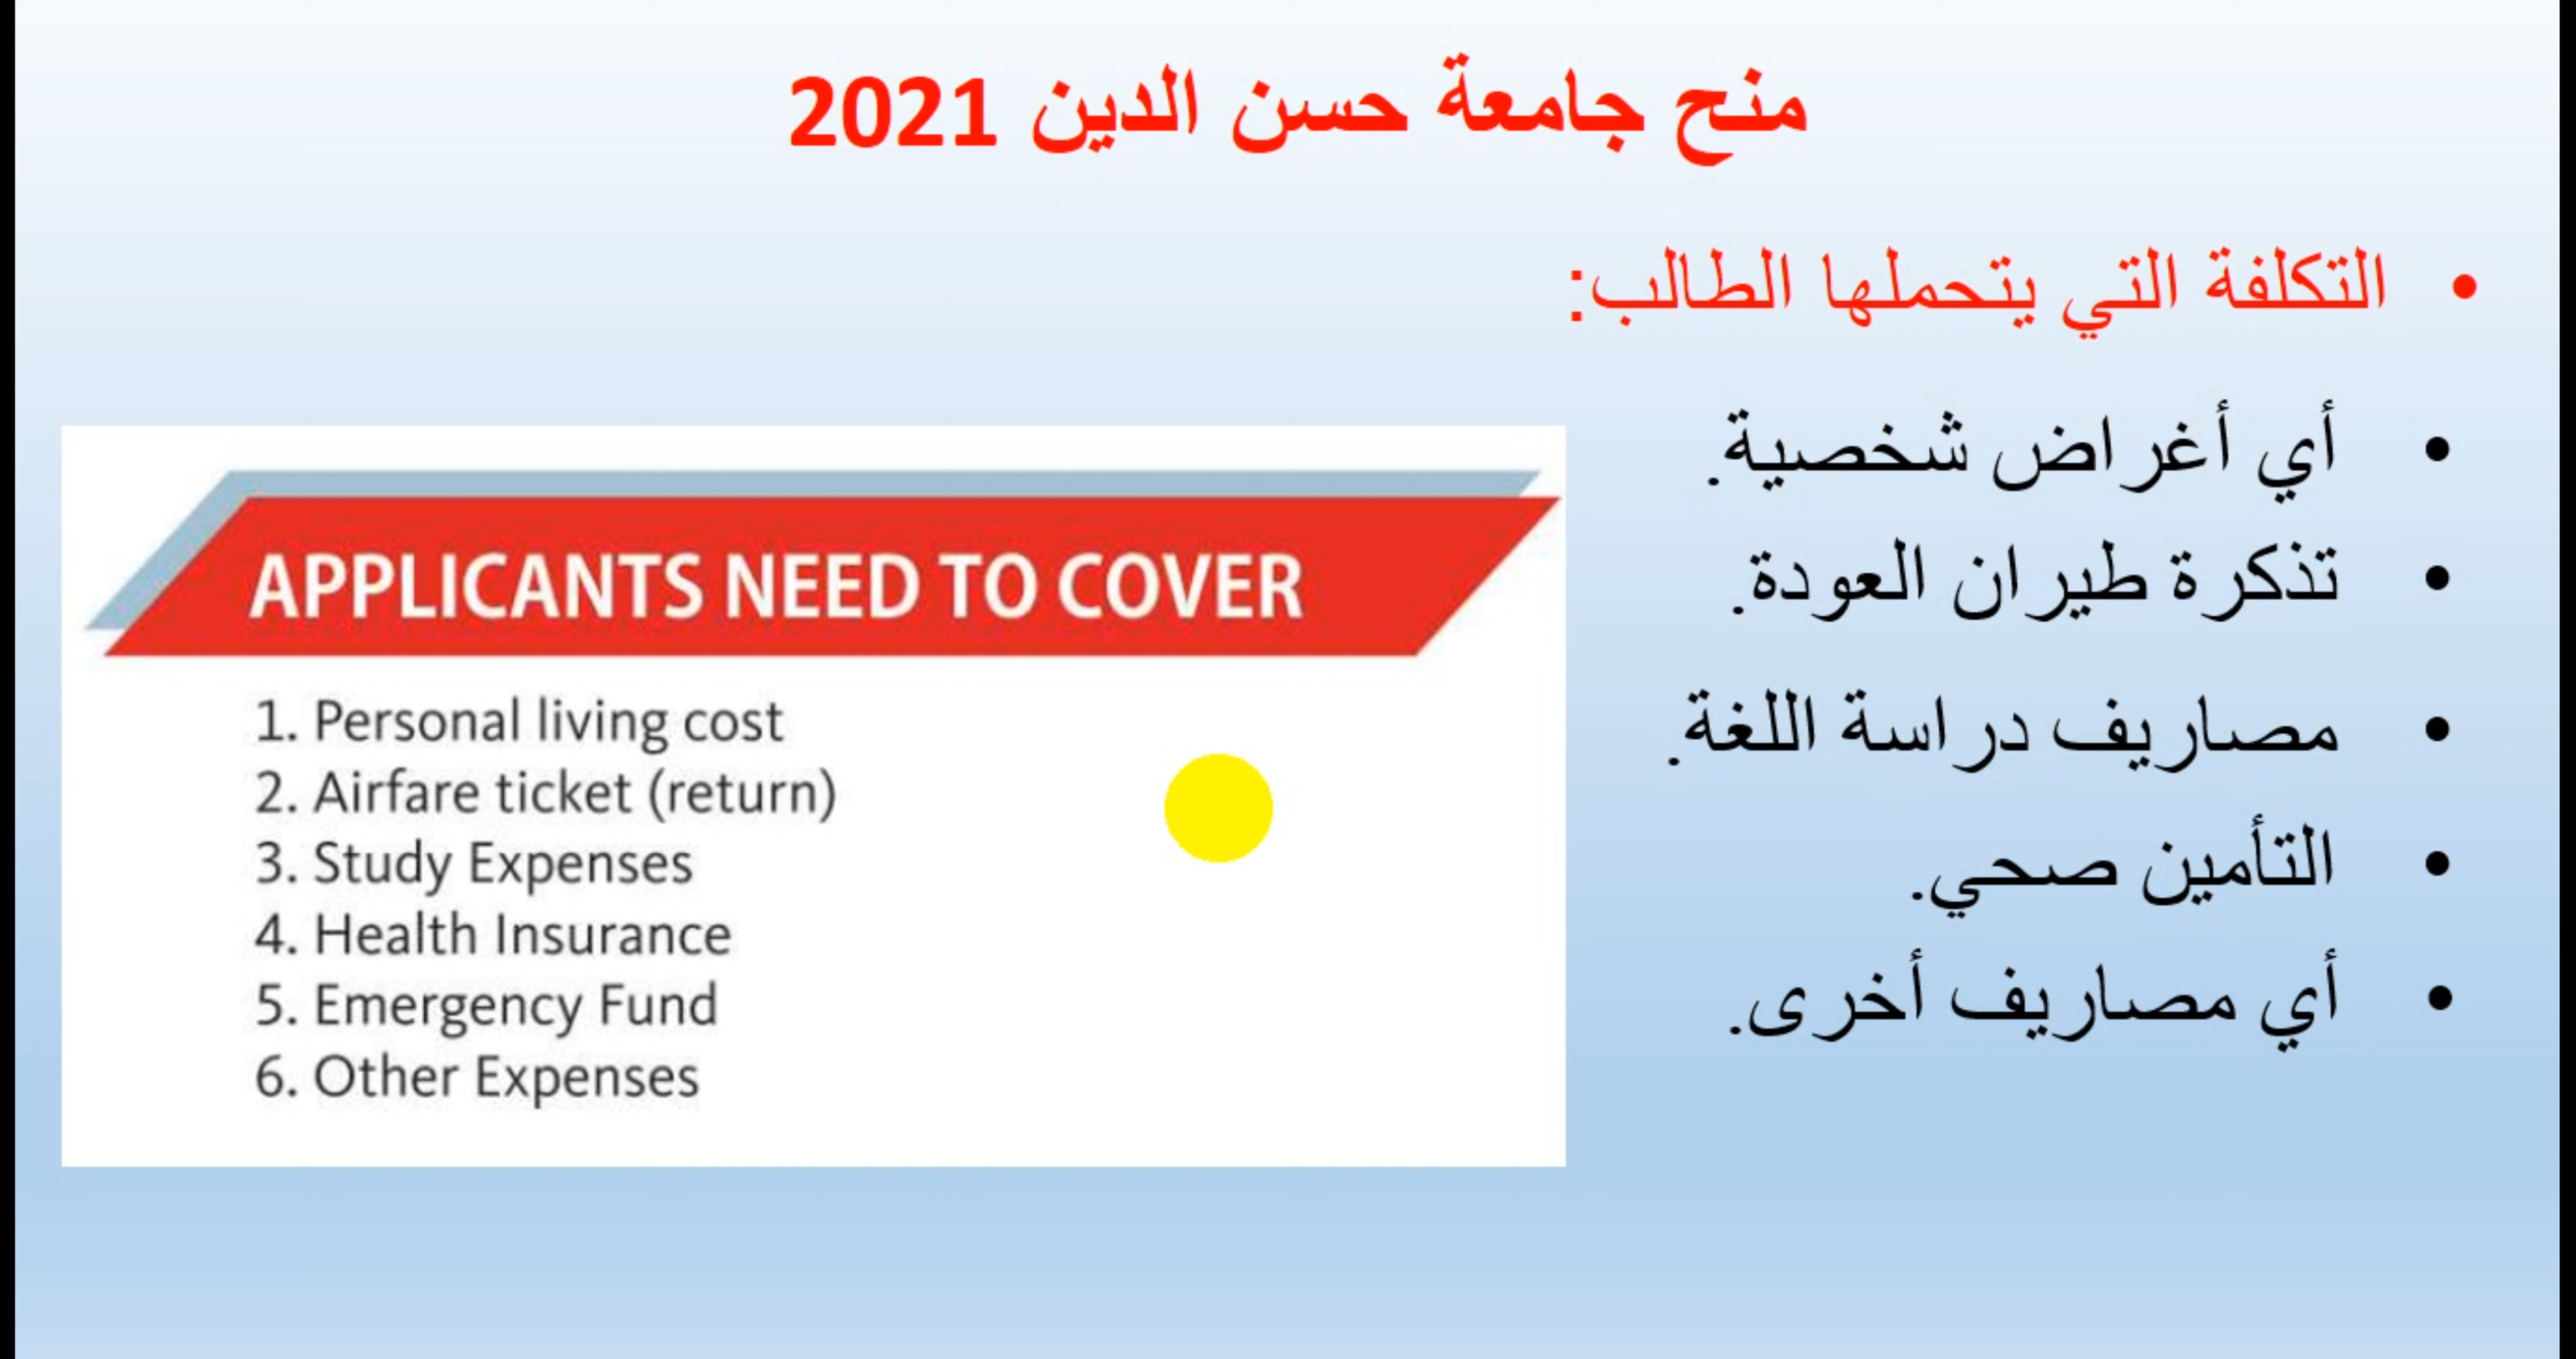 منح جامعة حسن الدين 2021
• التكلفة التي يتحملها الطالب:
• أي أغراض شخصية.
• تذكرة طيران العودة.
• مصاريف دراسة اللغة.
• التأمين صحي.
• أي مصاريف أخرى.
APPLICANTS NEED TO COVER
1. Personal living cost
2. Airfare ticket (return)
3. Study Expenses
4. Health Insurance
5. Emergency Fund
6. Other Expenses